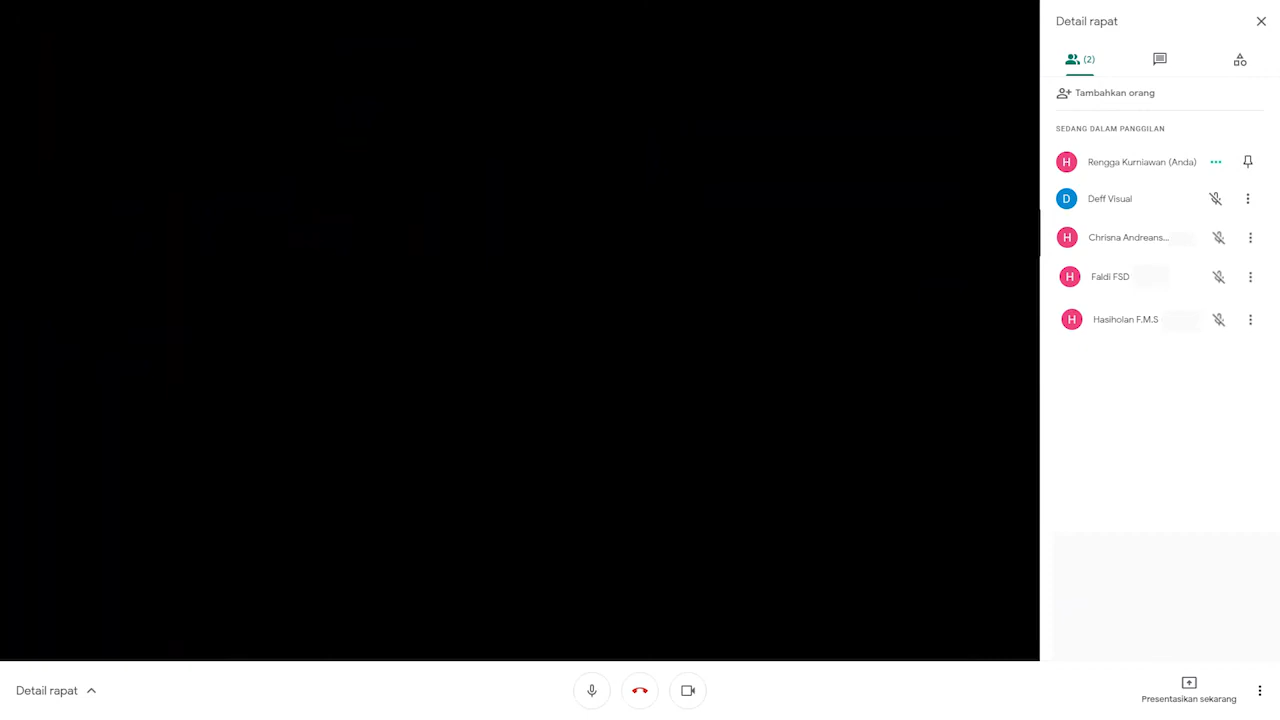 Detail rapat
(2)
Tambahkan orang
SEDANG DALAM PANGGILAN
H Rengga Kurniawan (Anda)
D Deff Visual
H Chrisna Andreans...
H Faldi FSD
H Hasiholan F.M.S
Detail rapat
Presentasikan sekarang